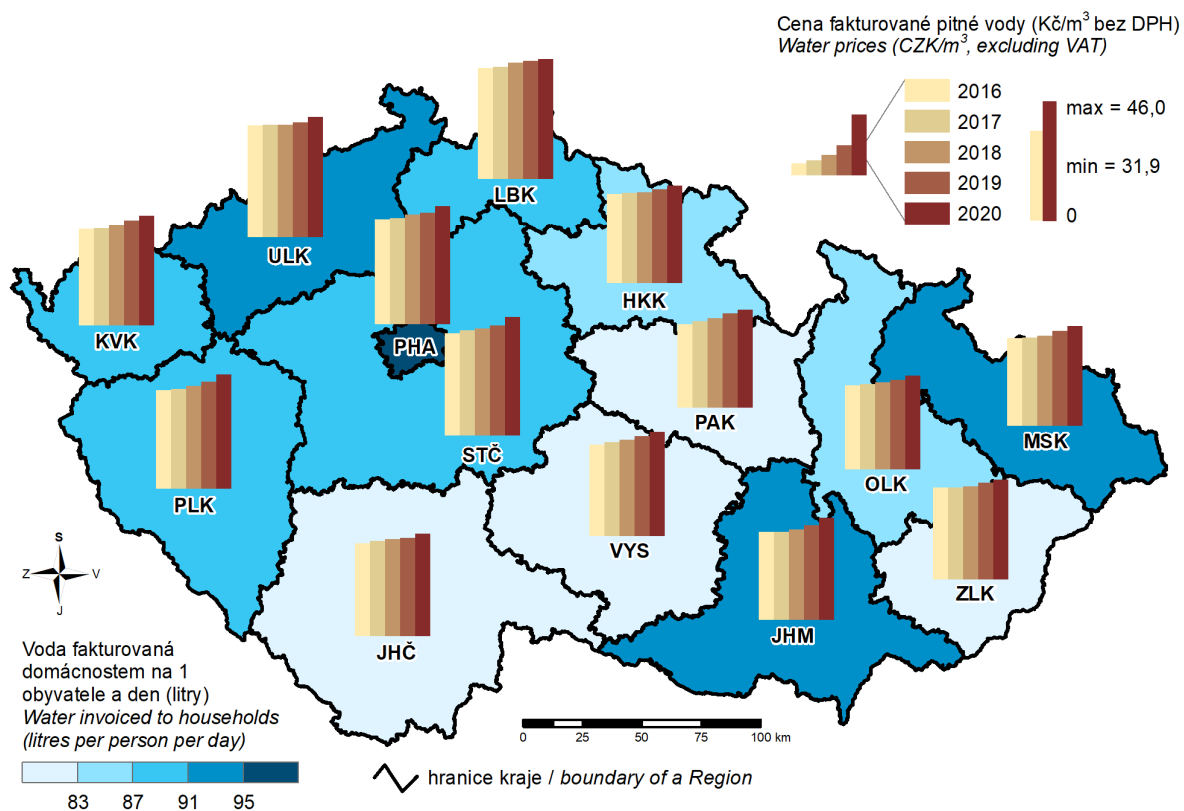 Cena fakturované pitné vody (Kč/m³ bez DPH)
Water prices (CZK/m³, excluding VAT)
2016
2017
2018
2019
2020
max = 46,0
min = 31,9
0
LBK
ULK
HKK
KVK
PHA
PAK
MSK
STČ
OLK
PLK
VYS
ZLK
JHM
JHČ
S
Z
V
J
Voda fakturovaná
domácnostem na 1
obyvatele a den (litry)
Water invoiced to households
(litres per person per day)
83 87 91 95
0 25 50 75 100 km
hranice kraje / boundary of a Region